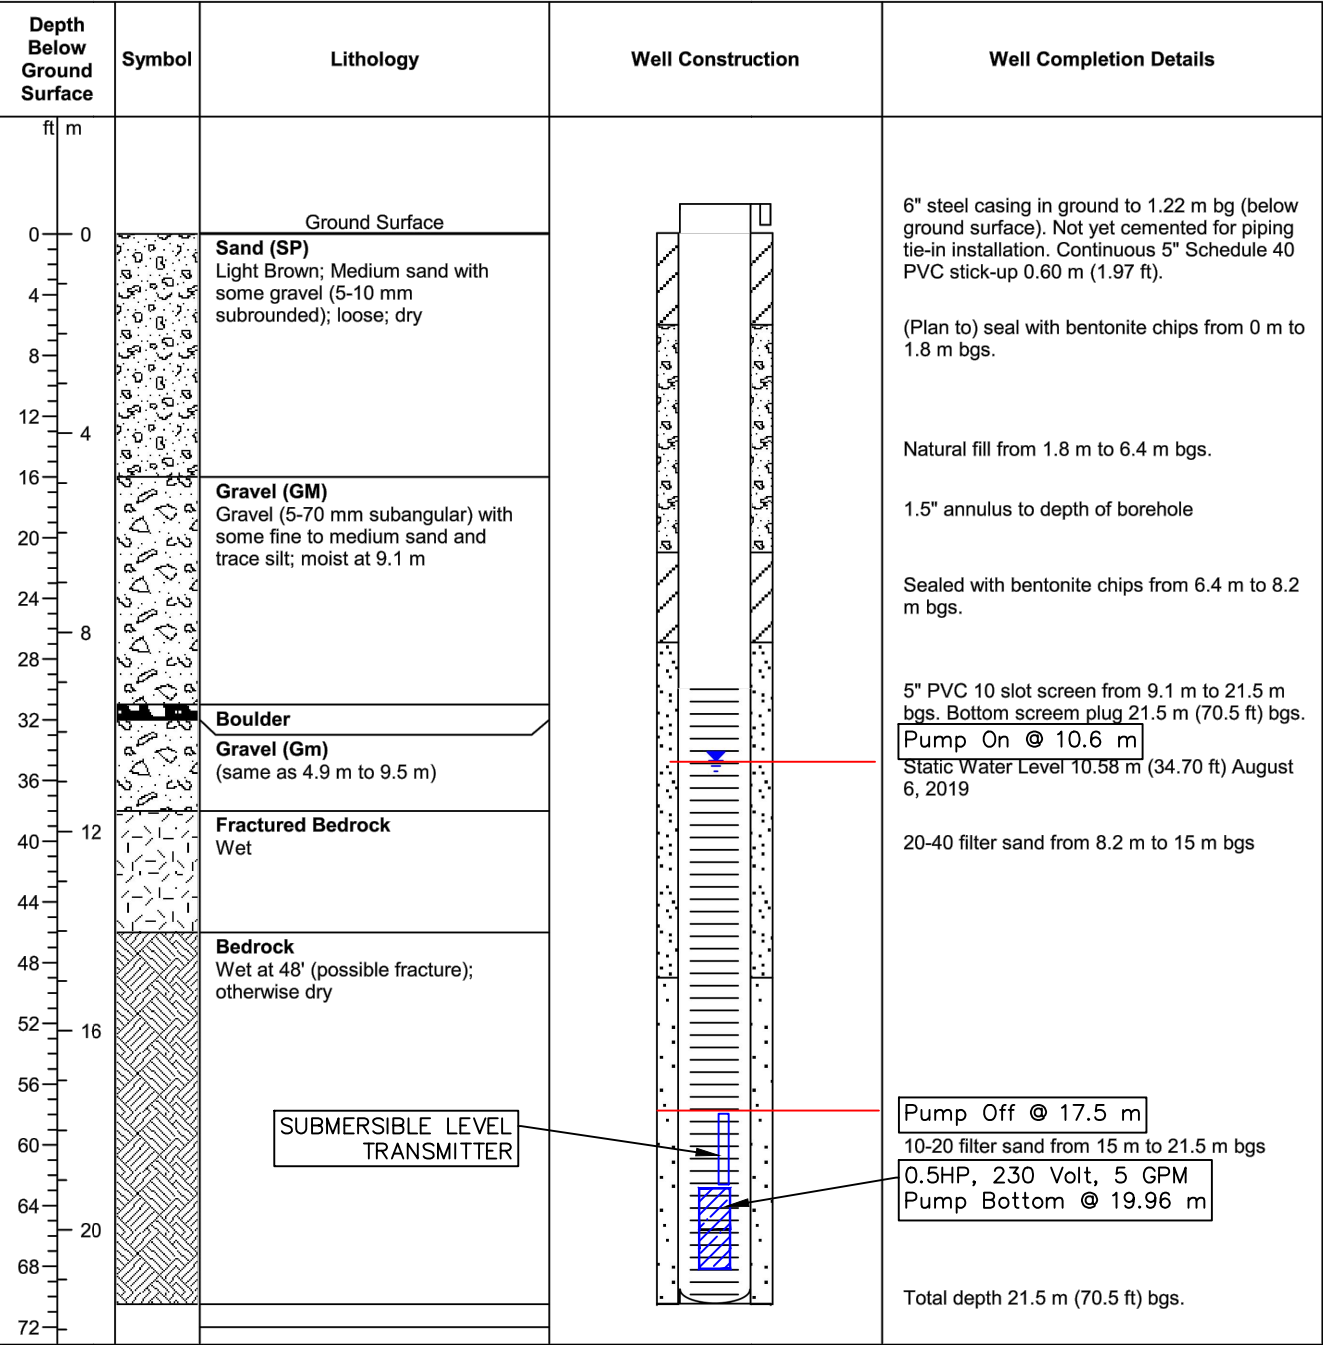 Depth
Below
Ground
Surface
Symbol
Lithology
Well Construction
Well Completion Details
ft m
Ground Surface
0 0
4
8
12
4
16
20
24
8
28
32
36
12
40
44
48
52
16
56
60
64
20
68
72
Sand (SP)
Light Brown; Medium sand with
some gravel (5-10 mm
subrounded); loose; dry
Gravel (GM)
Gravel (5-70 mm subangular) with
some fine to medium sand and
trace silt; moist at 9.1 m
Boulder
Gravel (Gm)
(same as 4.9 m to 9.5 m)
Fractured Bedrock
Wet
Bedrock
Wet at 48' (possible fracture);
otherwise dry
SUBMERSIBLE LEVEL
TRANSMITTER
6" steel casing in ground to 1.22 m bg (below
ground surface). Not yet cemented for piping
tie-in installation. Continuous 5" Schedule 40
PVC stick-up 0.60 m (1.97 ft).
(Plan to) seal with bentonite chips from 0 m to
1.8 m bgs.
Natural fill from 1.8 m to 6.4 m bgs.
1.5" annulus to depth of borehole
Sealed with bentonite chips from 6.4 m to 8.2
m bgs.
5" PVC 10 slot screen from 9.1 m to 21.5 m
bgs. Bottom screem plug 21.5 m (70.5 ft) bgs.
Pump On @ 10.6 m
Static Water Level 10.58 m (34.70 ft) August
6, 2019
20-40 filter sand from 8.2 m to 15 m bgs
Pump Off @ 17.5 m
10-20 filter sand from 15 m to 21.5 m bgs
0.5HP, 230 Volt, 5 GPM
Pump Bottom @ 19.96 m
Total depth 21.5 m (70.5 ft) bgs.